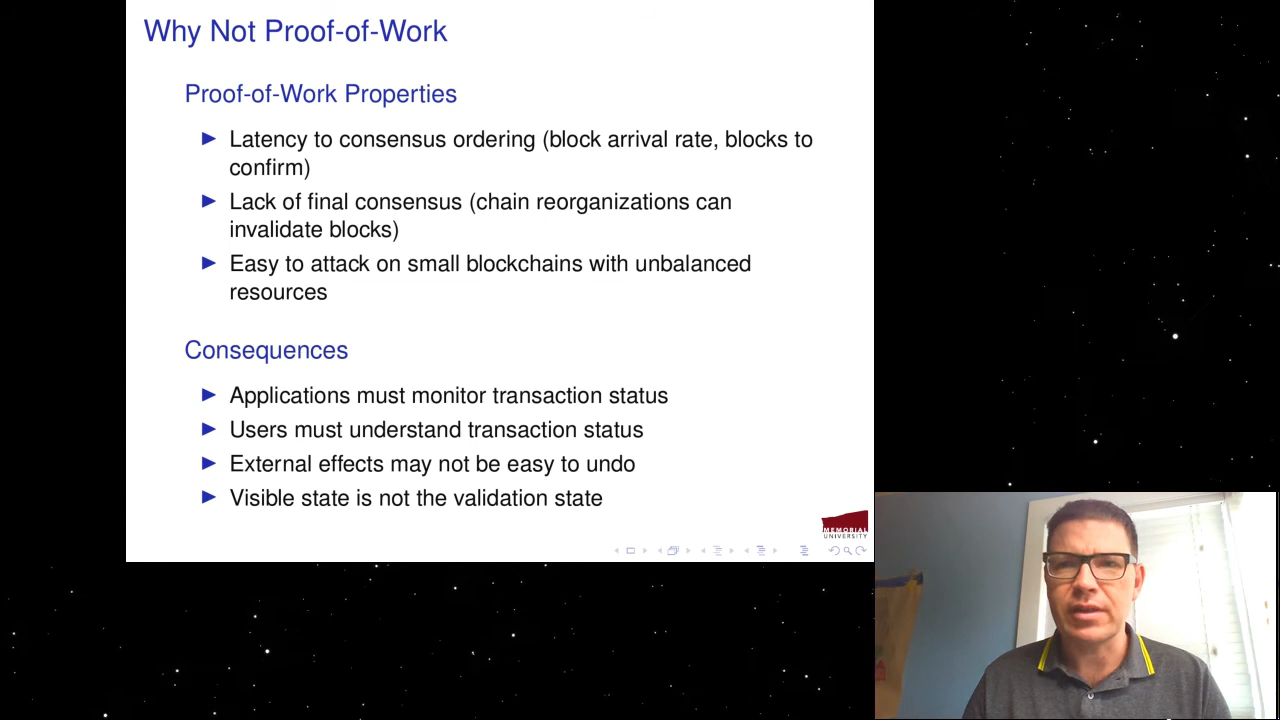 Why Not Proof-of-Work
Proof-of-Work Properties
Latency to consensus ordering (block arrival rate, blocks to
confirm)
Lack of final consensus (chain reorganizations can
invalidate blocks)
Easy to attack on small blockchains with unbalanced
resources
Consequences
Applications must monitor transaction status
Users must understand transaction status
External effects may not be easy to undo
Visible state is not the validation state
MEMORIAL
UNIVERSITY